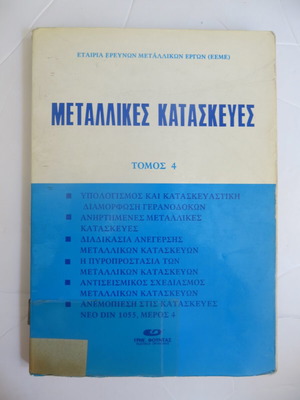 ΕΤΑΙΡΙΑ ΕΡΕΥΝΩΝ ΜΕΤΑΛΛΙΚΩΝ ΕΡΓΩΝ (ΕΕΜΕ)
ΜΕΤΑΛΛΙΚΕΣ ΚΑΤΑΣΚΕΥΕΣ
ΤΟΜΟΣ 4
ΥΠΟΛΟΓΙΣΜΟΣ ΚΑΙ ΚΑΤΑΣΚΕΥΑΣΤΙΚΗ
ΔΙΑΜΟΡΦΩΣΗ ΓΕΡΑΝΟΔΟΚΩΝ
ΑΝΗΡΤΗΜΕΝΕΣ ΜΕΤΑΛΛΙΚΕΣ
ΚΑΤΑΣΚΕΥΕΣ
ΔΙΑΔΙΚΑΣΙΑ ΑΝΕΓΕΡΣΗΣ
ΜΕΤΑΛΛΙΚΩΝ ΚΑΤΑΣΚΕΥΩΝ
Η ΠΥΡΟΠΡΟΣΤΑΣΙΑ ΤΩΝ
ΜΕΤΑΛΛΙΚΩΝ ΚΑΤΑΣΚΕΥΩΝ
ΑΝΤΙΣΕΙΣΜΙΚΟΣ ΣΧΕΔΙΑΣΜΟΣ
ΜΕΤΑΛΛΙΚΩΝ ΚΑΤΑΣΚΕΥΩΝ
ΑΝΕΜΟΠΙΕΣΗ ΣΤΙΣ ΚΑΤΑΣΚΕΥΕΣ
ΝΕΟ DIN 1055, ΜΕΡΟΣ 4